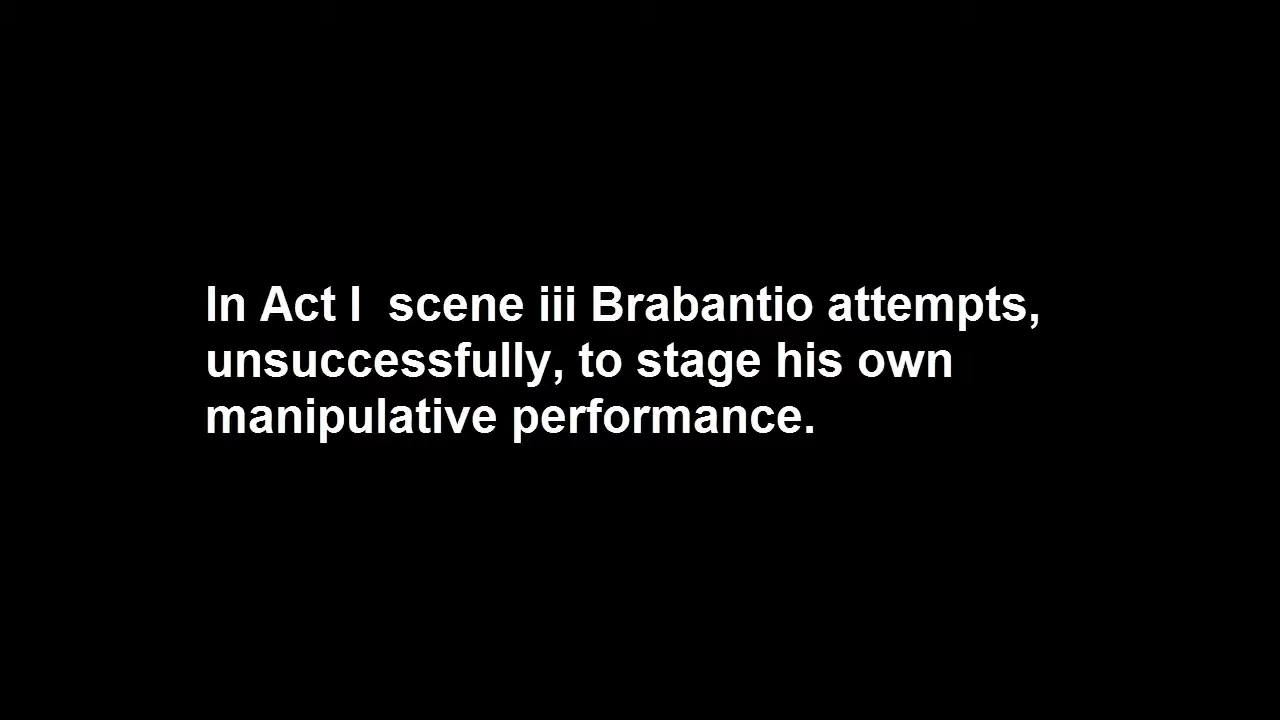 In Act I  scene iii Brabantio attempts,
unsuccessfully, to stage his own
manipulative performance.